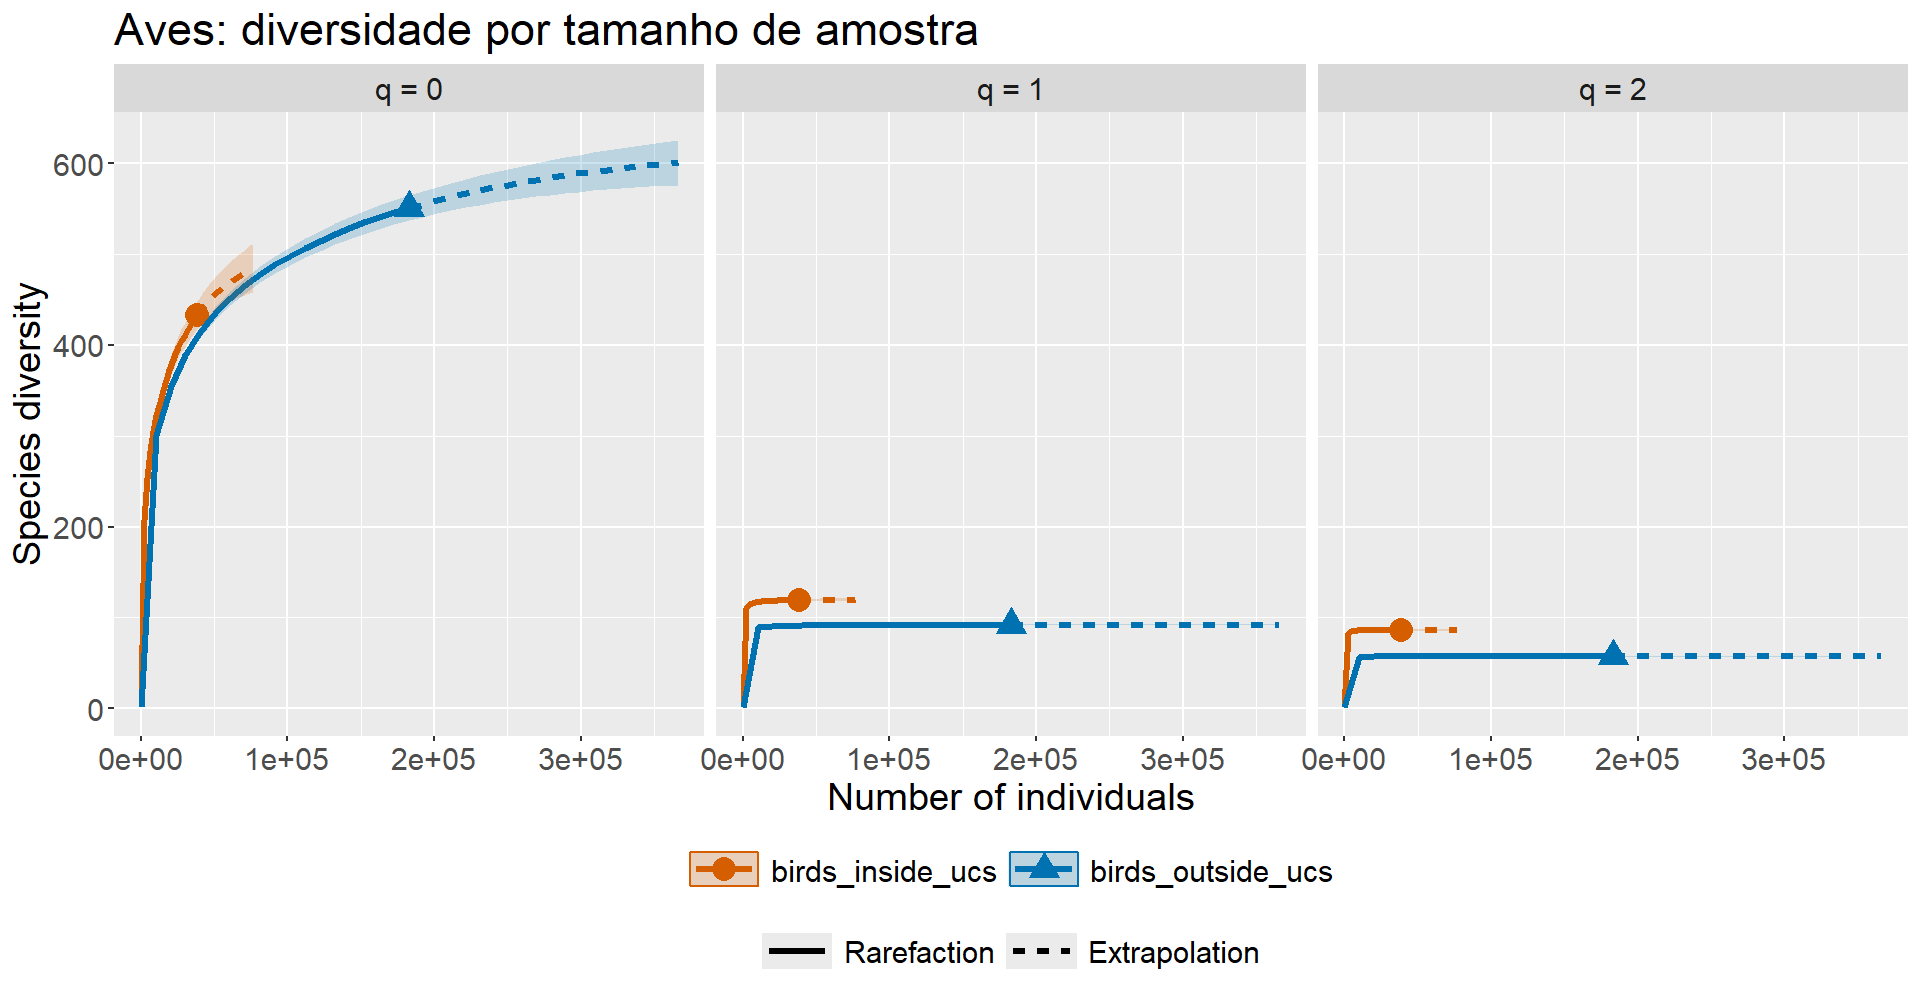 Aves: diversidade por tamanho de amostra
q = 0
q = 1
q = 2
Species diversity
600
400
200
0
0e+00 1e+05 2e+05 3e+05
0e+00 1e+05 2e+05 3e+05
0e+00 1e+05 2e+05 3e+05
Number of individuals
birds_inside_ucs
birds_outside_ucs
Rarefaction
Extrapolation